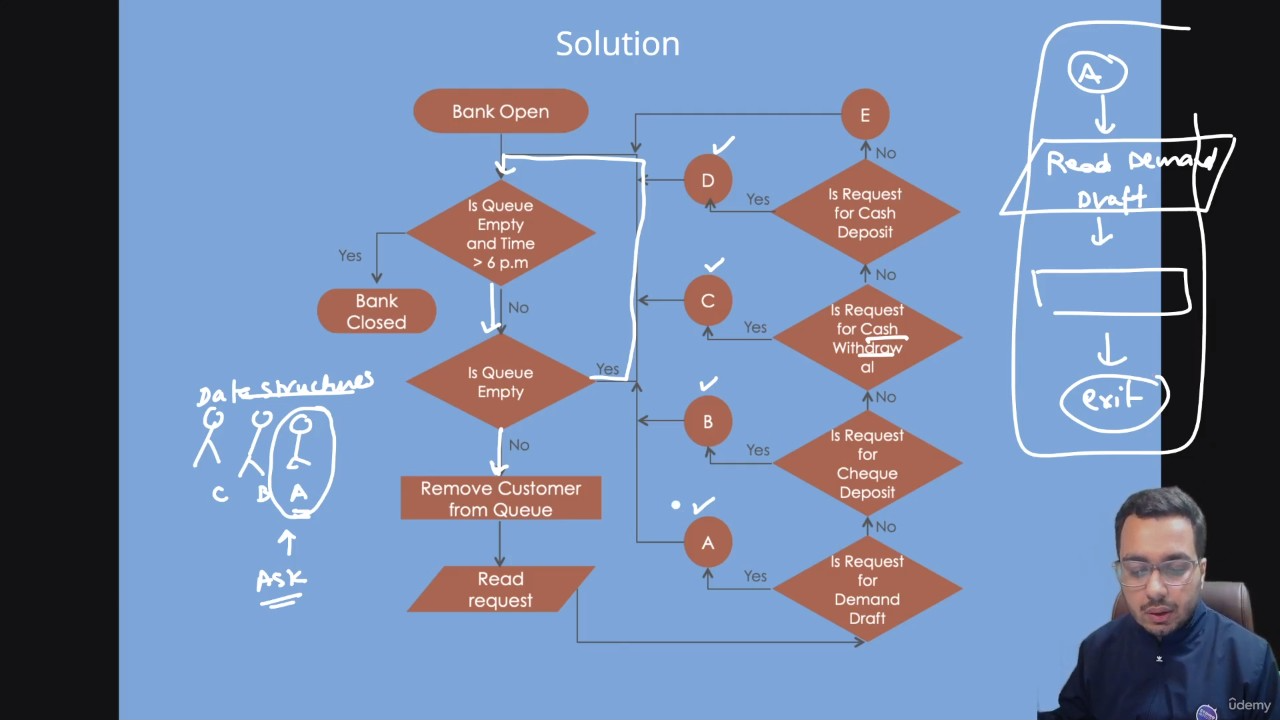 Solution
Bank Open
Is Queue
Empty
and Time
> 6 p.m
Yes
Bank
Closed
No
Is Queue
Empty
Yes
No
Remove Customer
from Queue
Read
request
E
No
D
Yes
Is Request
for Cash
Deposit
No
C
Yes
Is Request
for Cash
Withdraw
al
No
B
Yes
Is Request
for
Cheque
Deposit
No
A
Yes
Is Request
for
Demand
Draft
Data structures
C B A
ASK
A
Read Demand
Draft
exit
ûdemy